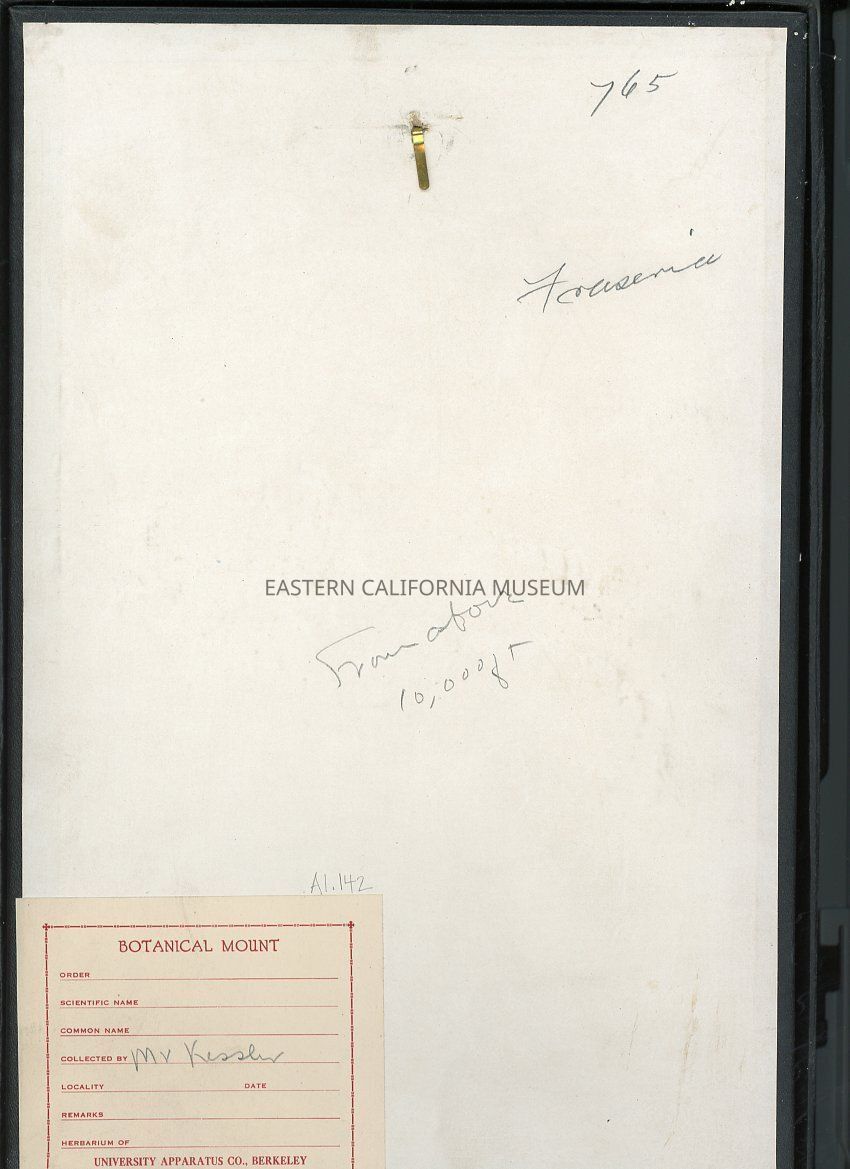 765
Fraseria
EASTERN CALIFORNIA MUSEUM
From above
10,000 ft
A1.142
BOTANICAL MOUNT
ORDER
SCIENTIFIC NAME
COMMON NAME
COLLECTED BY Mr Kessler
LOCALITY DATE
REMARKS
HERBARIUM OF
UNIVERSITY APPARATUS CO., BERKELEY